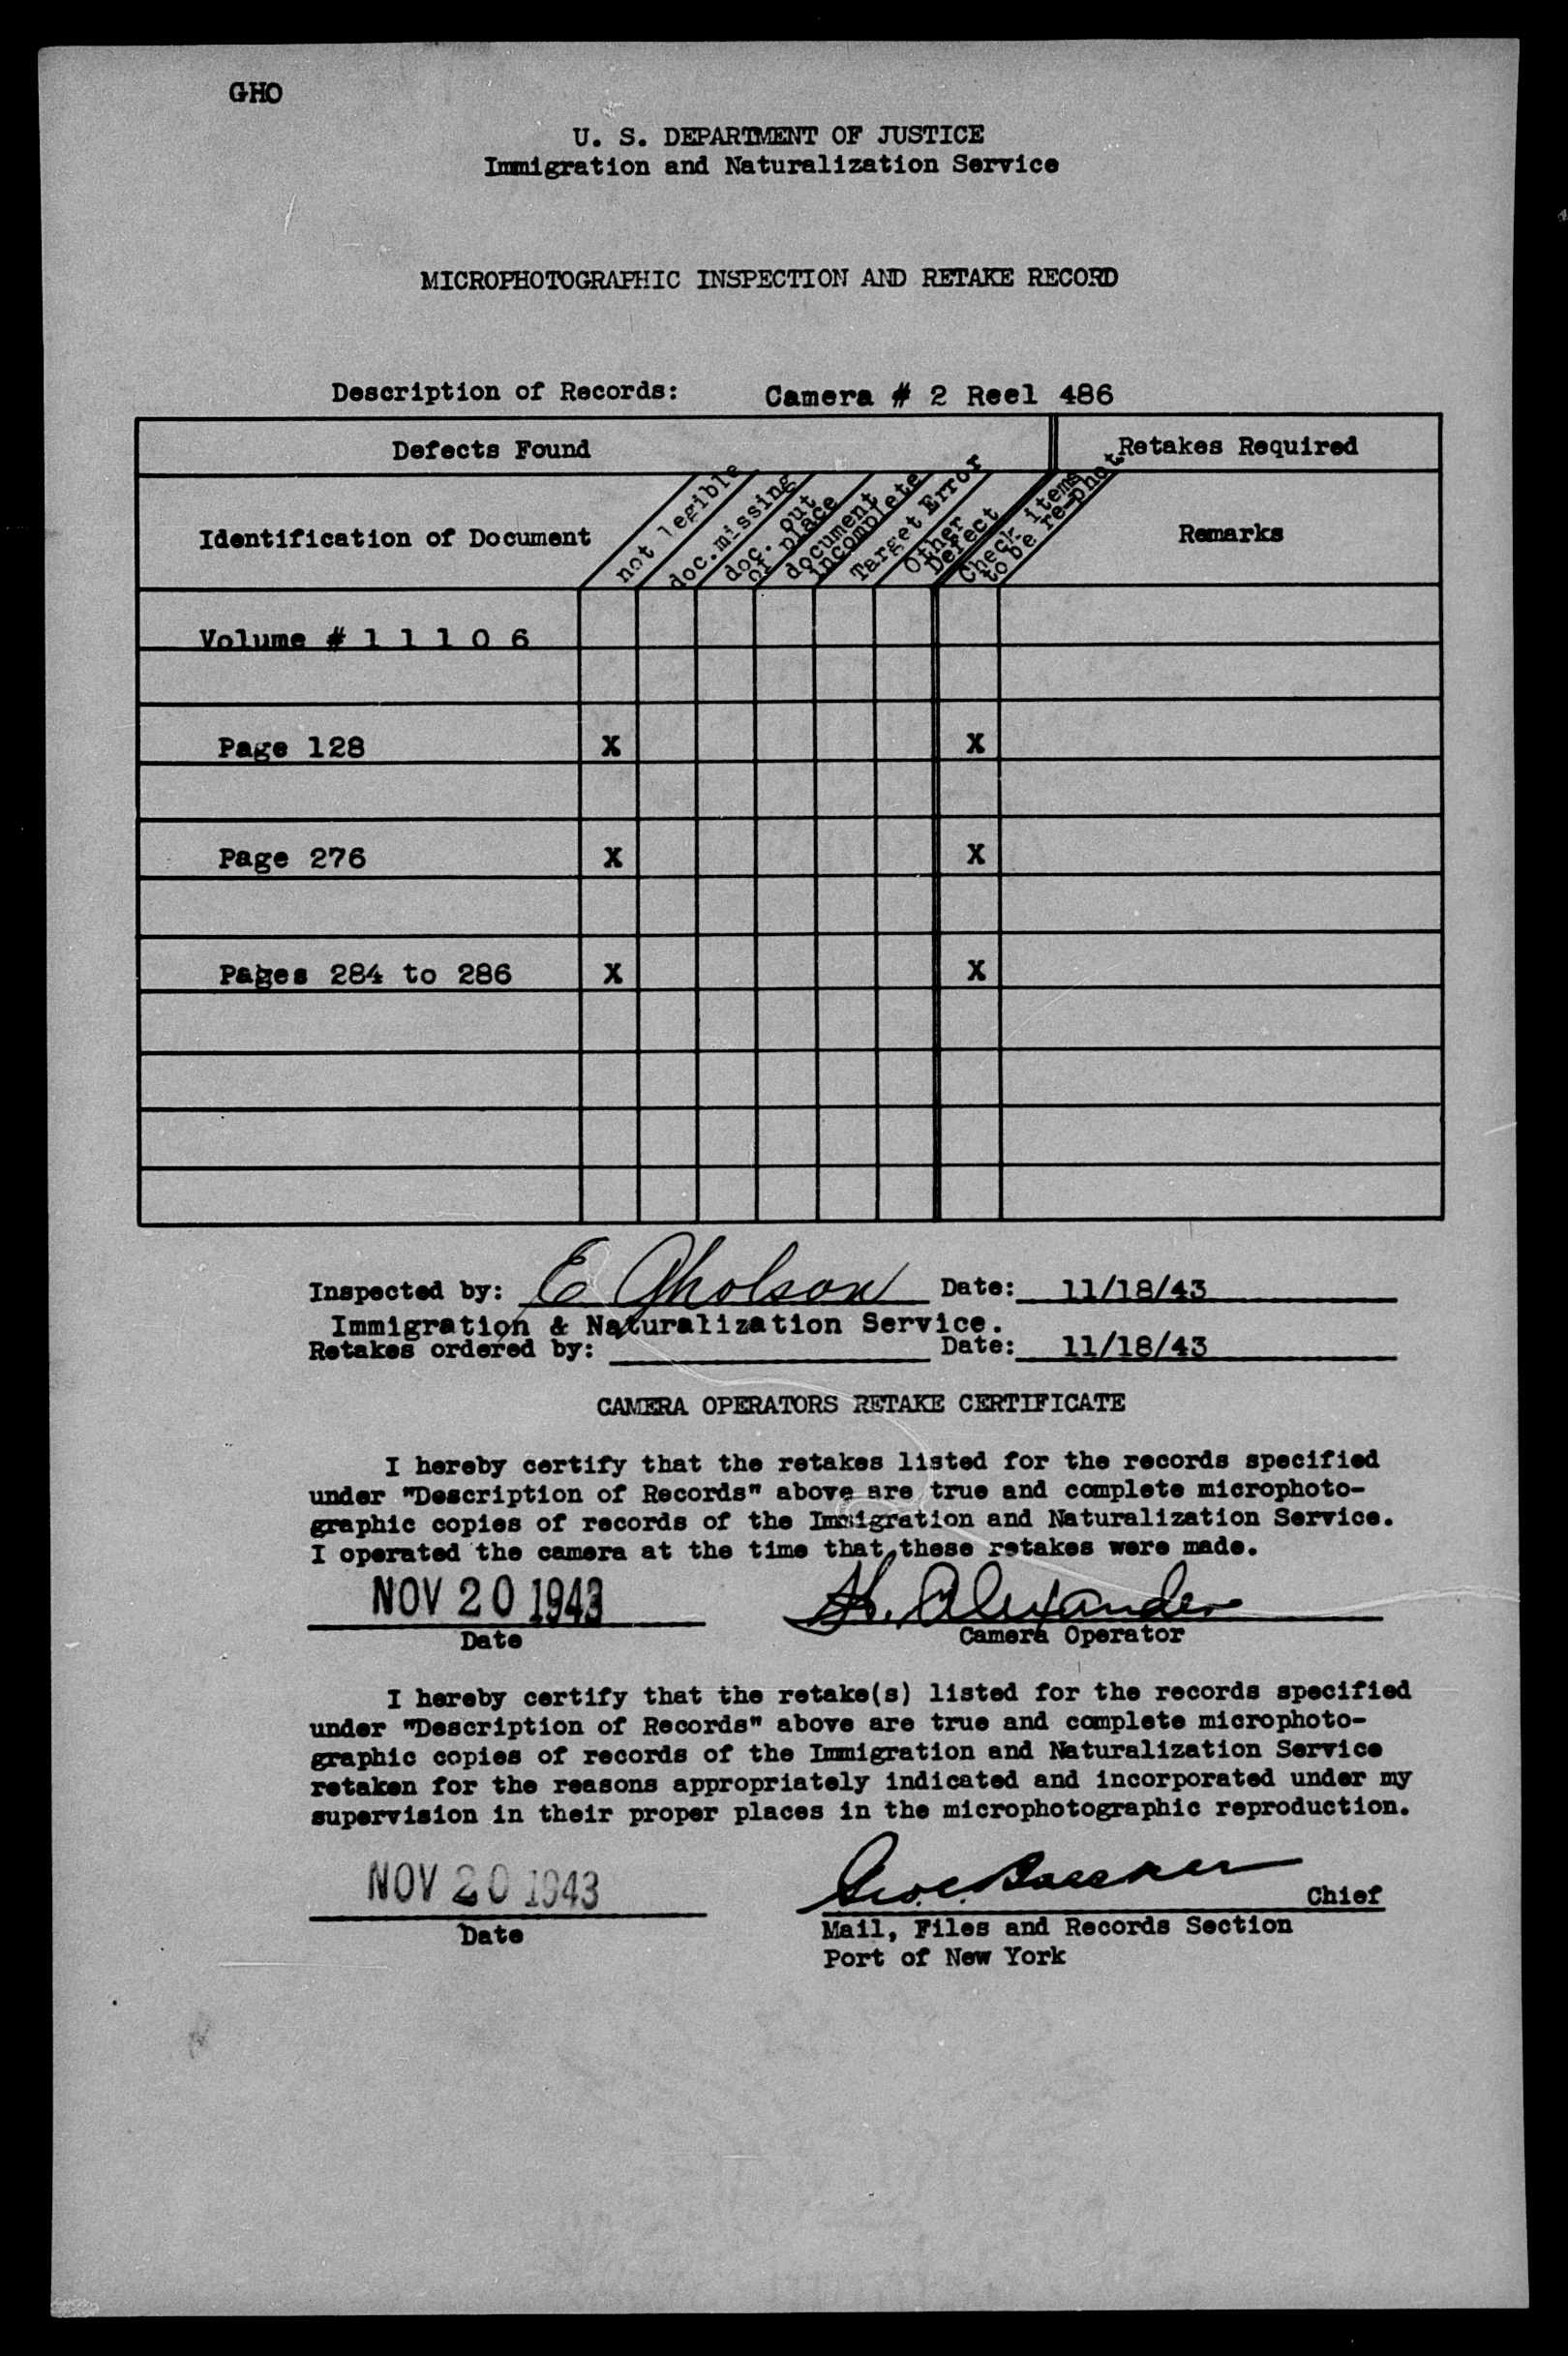 GHO
U. S. DEPARTMENT OF JUSTICE
Immigration and Naturalization Service
MICROPHOTOGRAPHIC INSPECTION AND RETAKE RECORD
Description of Records: Camera # 2 Reel 486
Defects Found Retakes Required
Identification of Document not legible doc. missing doc. out of place document incomplete Target Error Other Defect Check items to be re-phot Remarks
Volume # 1 1 1 0 6
Page 128 X X
Page 276 X X
Pages 284 to 286 X X
Inspected by: E Gholson Date: 11/18/43
Immigration & Naturalization Service.
Retakes ordered by: Date: 11/18/43
CAMERA OPERATORS RETAKE CERTIFICATE
I hereby certify that the retakes listed for the records specified
under "Description of Records" above are true and complete microphoto-
graphic copies of records of the Immigration and Naturalization Service.
I operated the camera at the time that these retakes were made.
NOV 20 1943 H. Alexander
Date Camera Operator
I hereby certify that the retake(s) listed for the records specified
under "Description of Records" above are true and complete microphoto-
graphic copies of records of the Immigration and Naturalization Service
retaken for the reasons appropriately indicated and incorporated under my
supervision in their proper places in the microphotographic reproduction.
NOV 20 1943 Chief
Date Mail, Files and Records Section
Port of New York